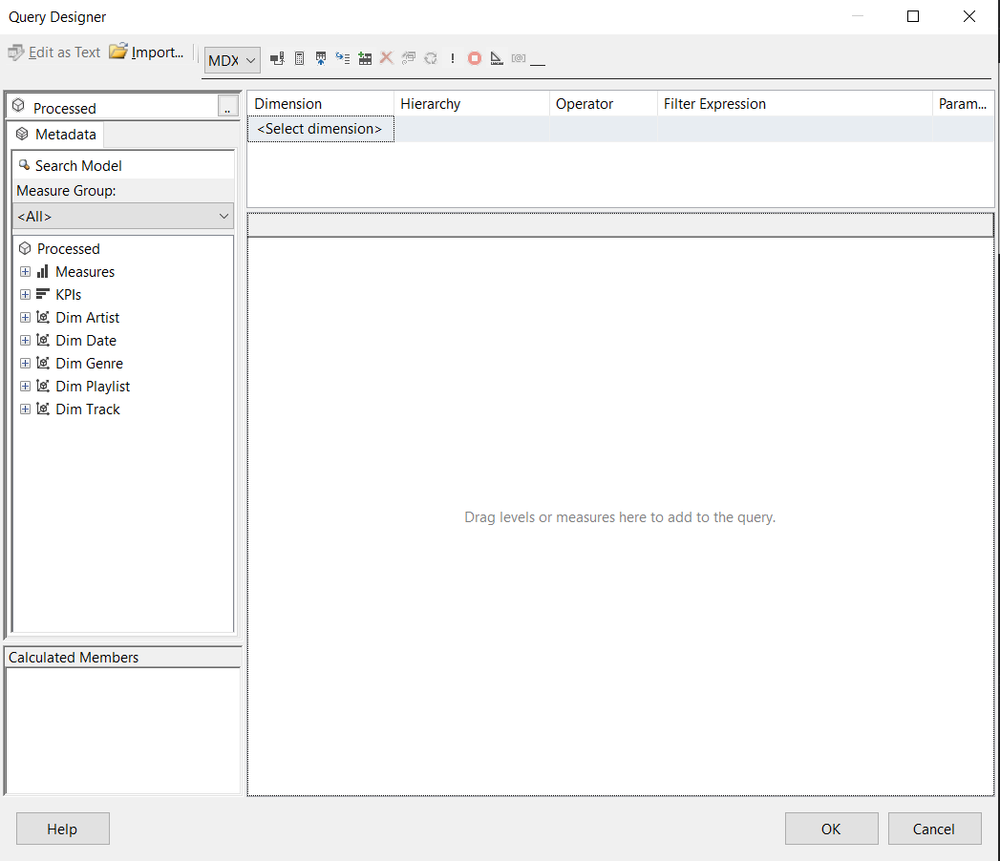 Query Designer
Edit as Text Import... MDX !
Processed ..
Metadata
Search Model
Measure Group:
<All>
Processed
Measures
KPIs
Dim Artist
Dim Date
Dim Genre
Dim Playlist
Dim Track
Calculated Members
Dimension Hierarchy Operator Filter Expression Param...
<Select dimension>
Drag levels or measures here to add to the query.
Help OK Cancel